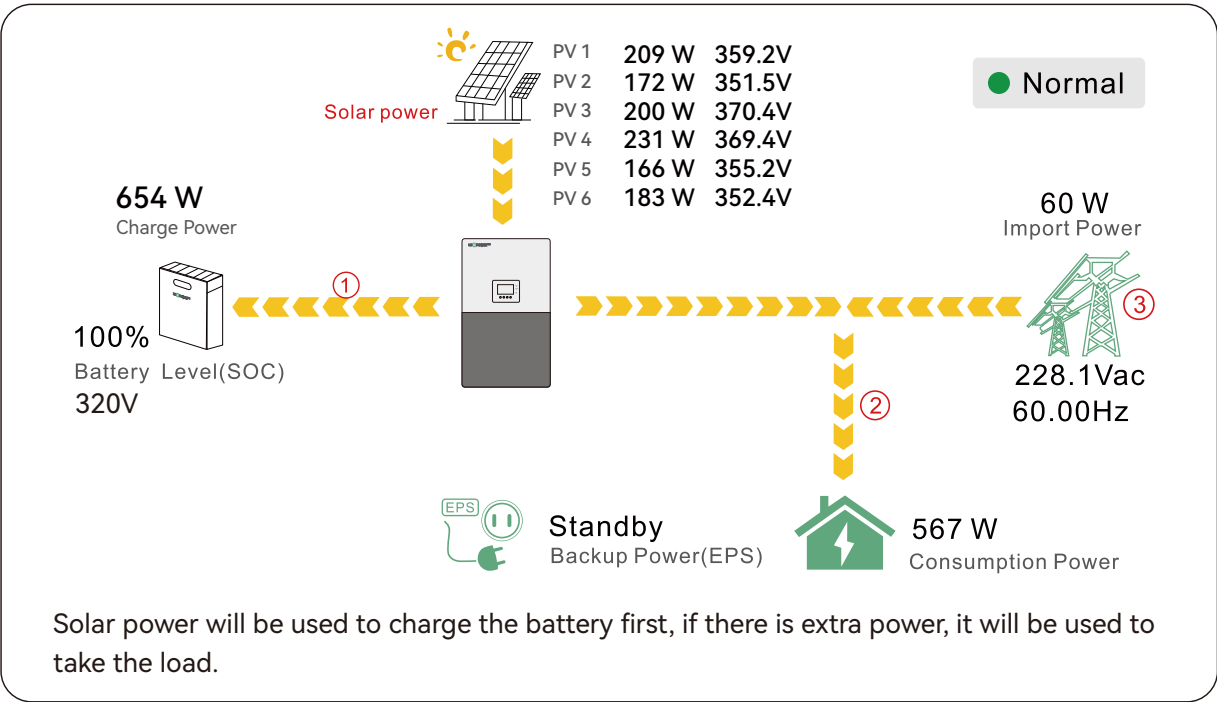 PV 1 209 W 359.2V
PV 2 172 W 351.5V
PV 3 200 W 370.4V
PV 4 231 W 369.4V
PV 5 166 W 355.2V
PV 6 183 W 352.4V
Normal
Solar power
654 W
Charge Power
60 W
Import Power
①
③
100%
Battery Level(SOC)
320V
228.1Vac
60.00Hz
②
EPS
Standby
Backup Power(EPS)
567 W
Consumption Power
Solar power will be used to charge the battery first, if there is extra power, it will be used to
take the load.